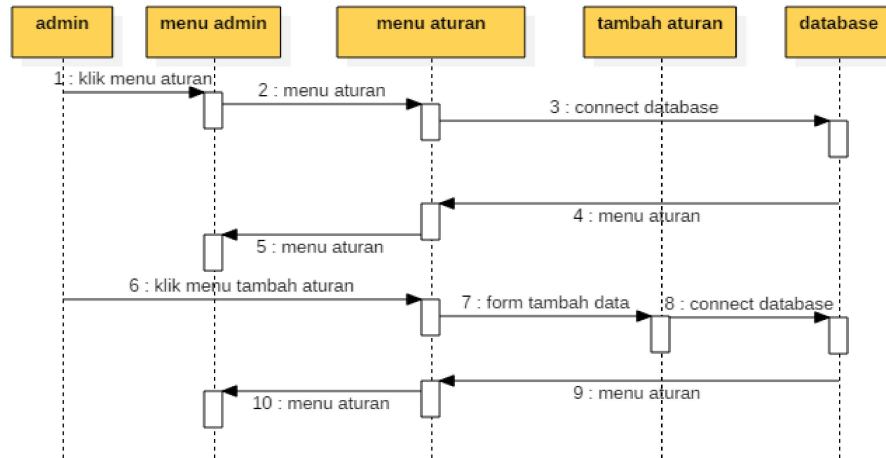 admin
menu admin
menu aturan
tambah aturan
database
1 : klik menu aturan
2 : menu aturan
3 : connect database
4 : menu aturan
5 : menu aturan
6 : klik menu tambah aturan
7 : form tambah data
8 : connect database
9 : menu aturan
10 : menu aturan